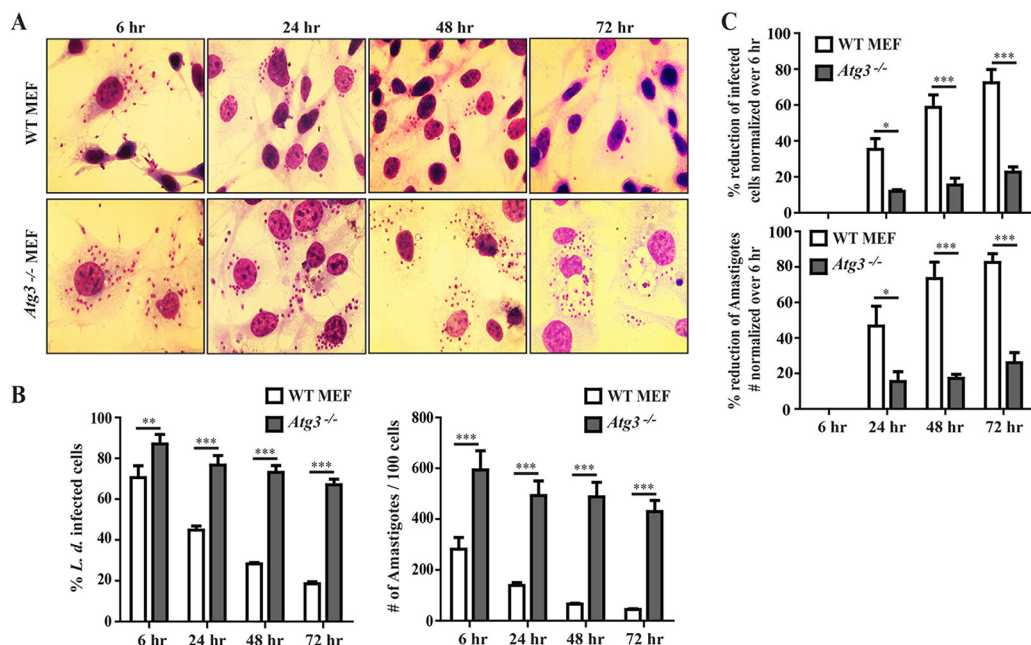 A
6 hr 24 hr 48 hr 72 hr
WT MEF
Atg3 -/- MEF
B
WT MEF
Atg3 -/-
% L. d. infected cells
100
80
60
40
20
0
** *** *** ***
6 hr 24 hr 48 hr 72 hr
WT MEF
Atg3 -/-
# of Amastigotes / 100 cells
800
600
400
200
0
*** *** *** ***
6 hr 24 hr 48 hr 72 hr
C
WT MEF
Atg3 -/-
% reduction of infected
cells normalized over 6 hr
100
80
60
40
20
0
* *** ***
WT MEF
Atg3 -/-
% reduction of Amastigotes
# normalized over 6 hr
100
80
60
40
20
0
* *** ***
6 hr 24 hr 48 hr 72 hr